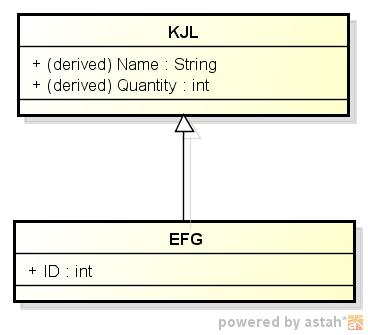 KJL
+ (derived) Name : String
+ (derived) Quantity : int
EFG
+ ID : int
powered by astah*